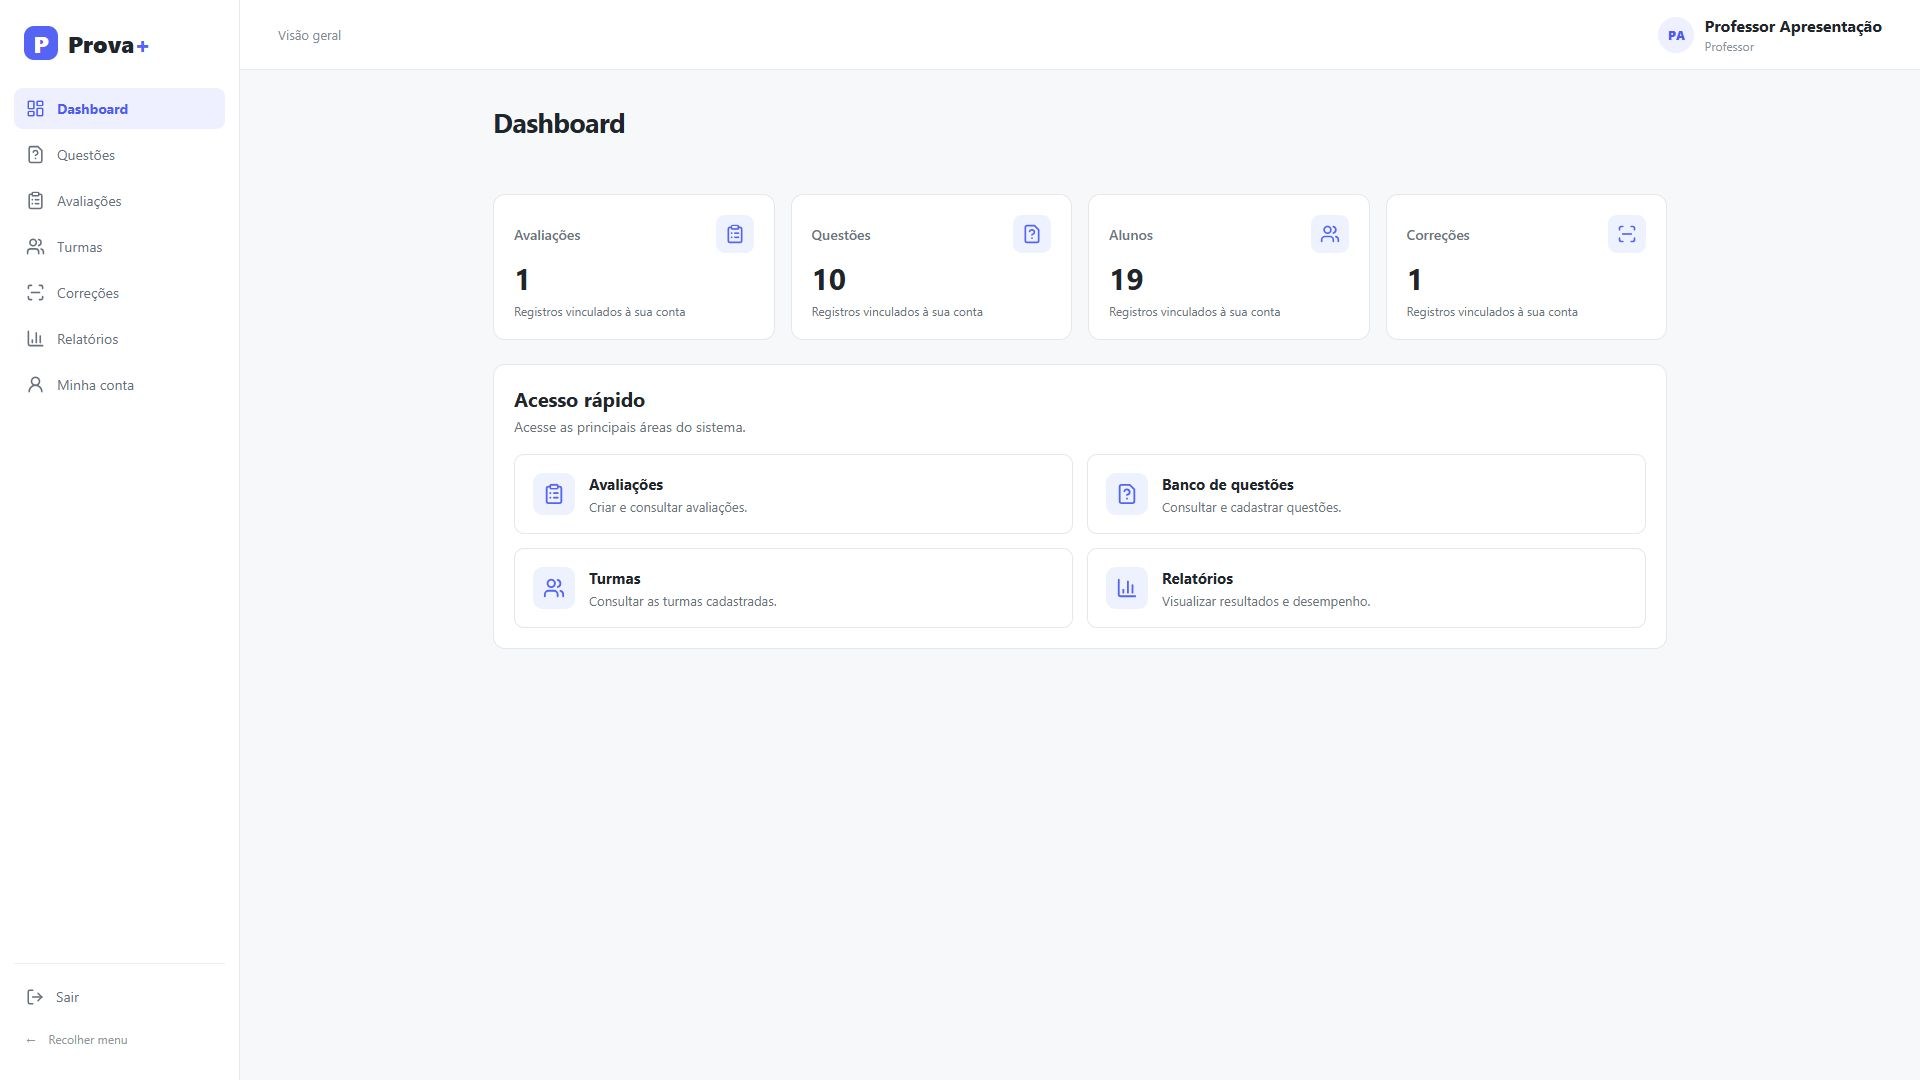 P Prova+
Dashboard
Questões
Avaliações
Turmas
Correções
Relatórios
Minha conta
Sair
← Recolher menu
Visão geral
PA
Professor Apresentação
Professor
Dashboard
Avaliações
1
Registros vinculados à sua conta
Questões
10
Registros vinculados à sua conta
Alunos
19
Registros vinculados à sua conta
Correções
1
Registros vinculados à sua conta
Acesso rápido
Acesse as principais áreas do sistema.
Avaliações
Criar e consultar avaliações.
Banco de questões
Consultar e cadastrar questões.
Turmas
Consultar as turmas cadastradas.
Relatórios
Visualizar resultados e desempenho.